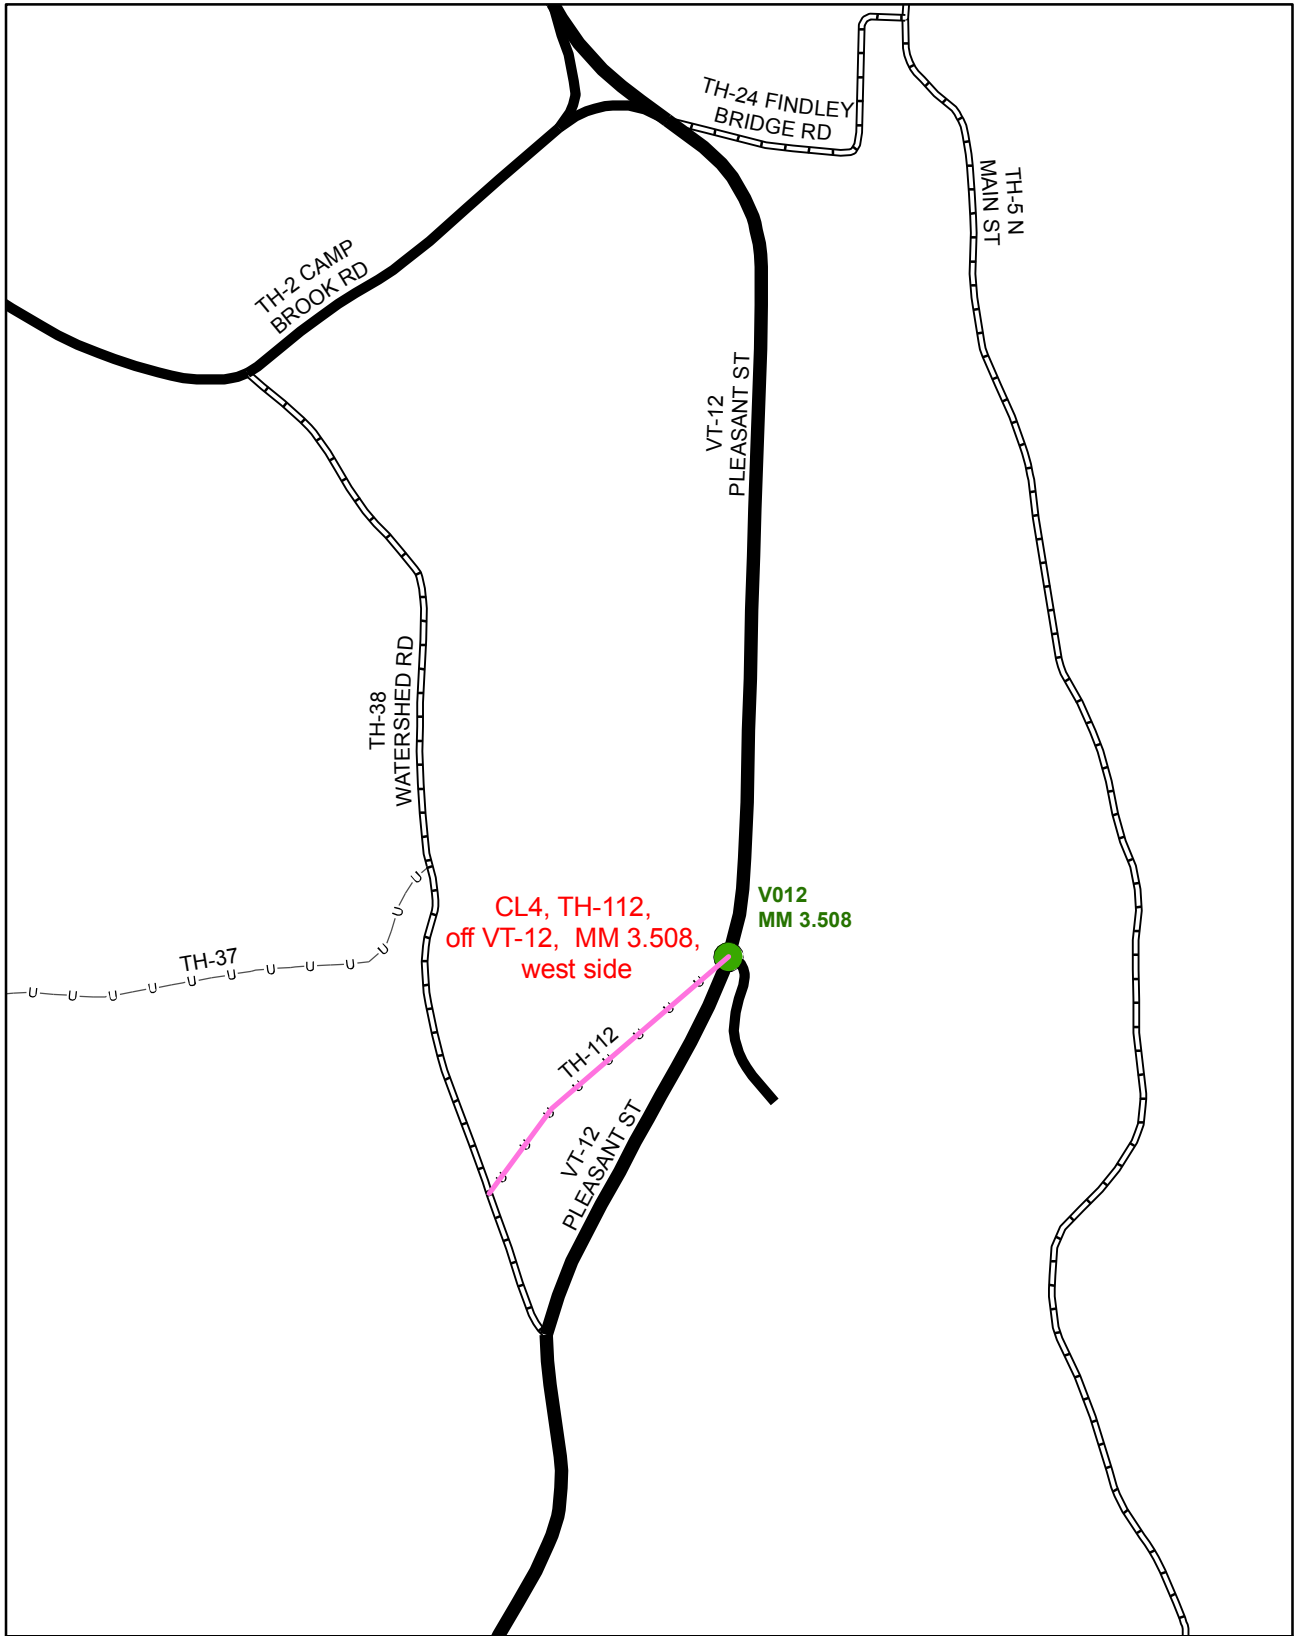 TH-24 FINDLEY
BRIDGE RD
TH-5 N
MAIN ST
TH-2 CAMP
BROOK RD
VT-12
PLEASANT ST
TH-38
WATERSHED RD
V012
MM 3.508
CL4, TH-112,
off VT-12, MM 3.508,
west side
TH-37
TH-112
VT-12
PLEASANT ST